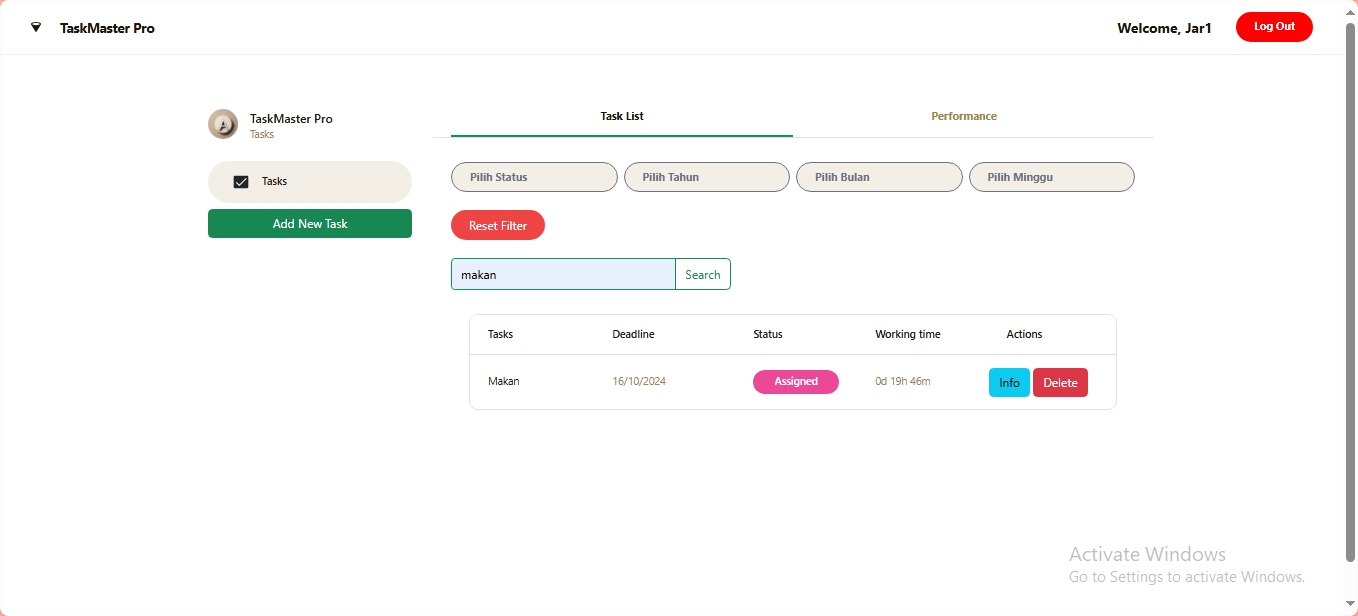 TaskMaster Pro
Welcome, Jar1
Log Out
TaskMaster Pro
Tasks
Tasks
Add New Task
Task List
Performance
Pilih Status
Pilih Tahun
Pilih Bulan
Pilih Minggu
Reset Filter
makan
Search
Tasks Deadline Status Working time Actions
Makan 16/10/2024 Assigned 0d 19h 46m Info Delete
Activate Windows
Go to Settings to activate Windows.